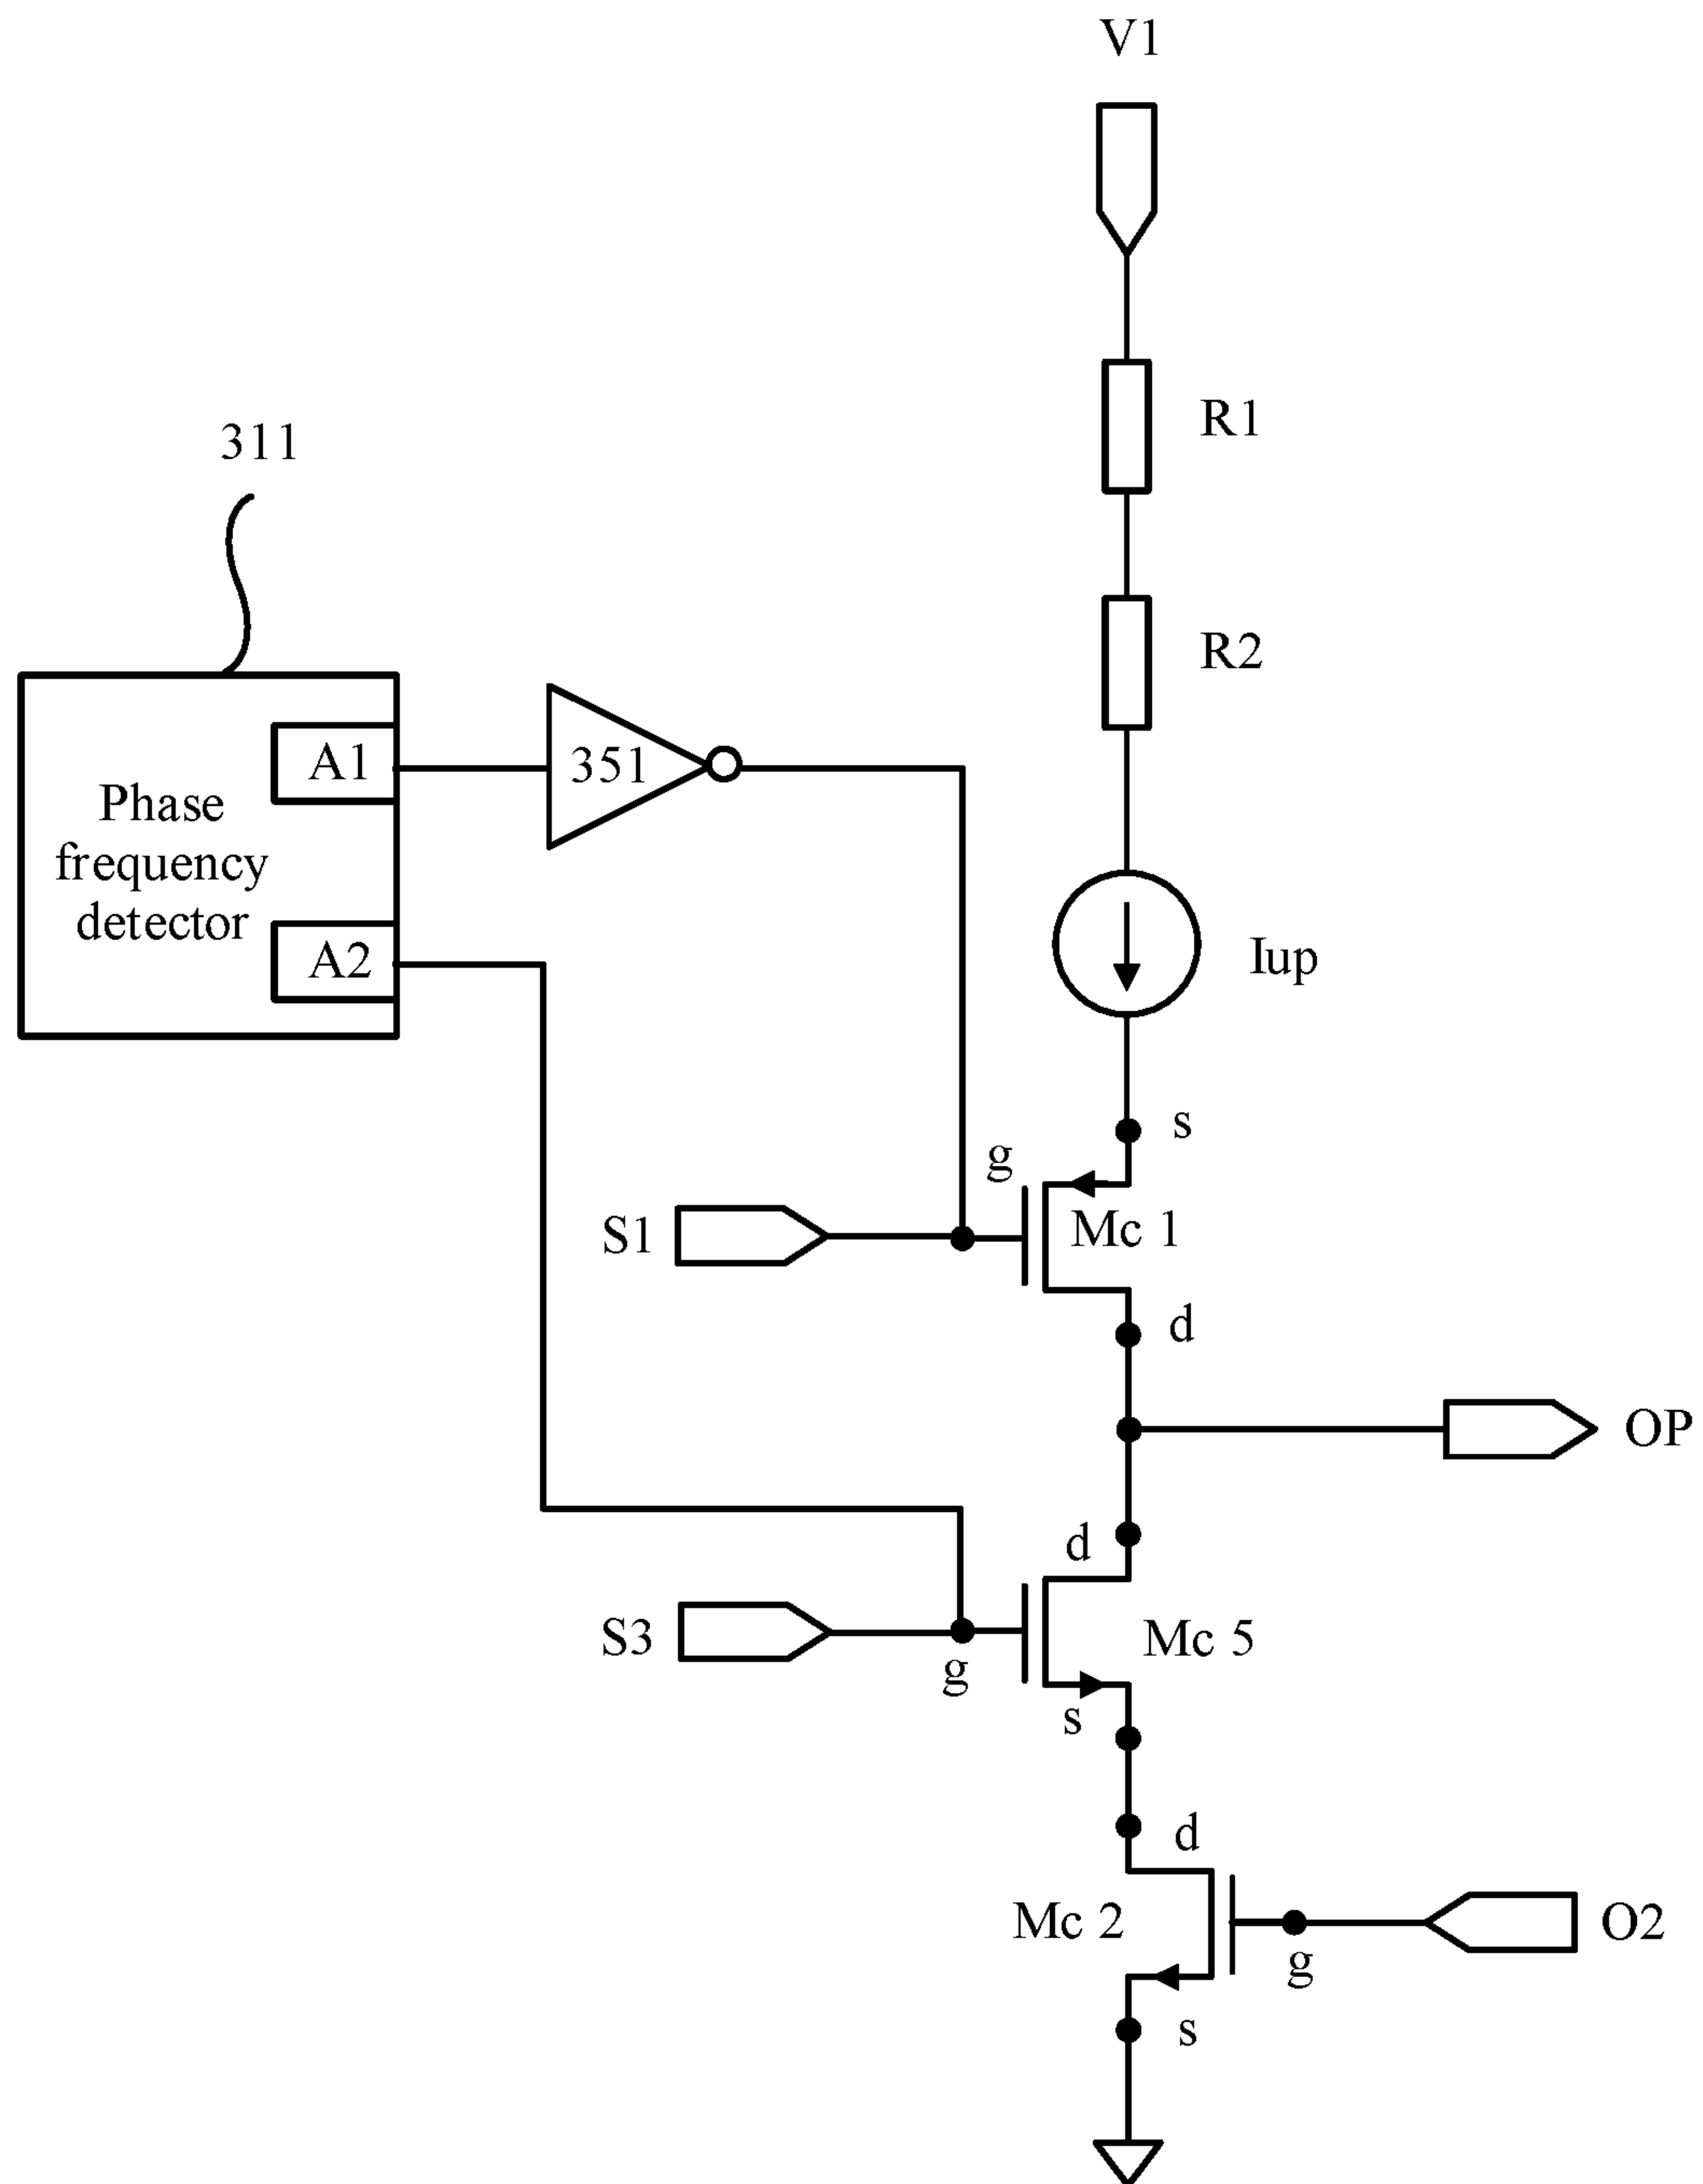 V1
R1
311
R2
A1
351
Phase
frequency
detector
A2
Iup
s
g
S1
Mc 1
d
OP
d
S3
Mc 5
g
s
d
Mc 2
O2
g
s